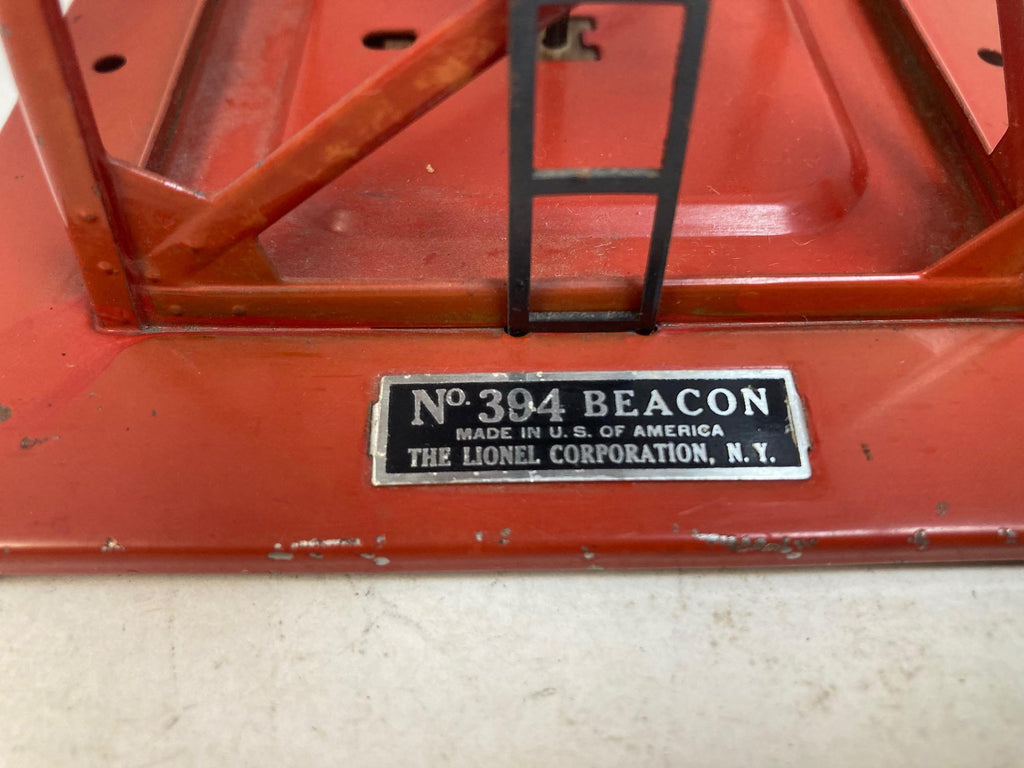 No. 394 BEACON
MADE IN U.S. OF AMERICA
THE LIONEL CORPORATION, N.Y.